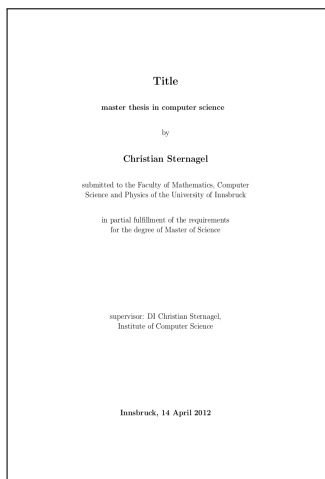 Title
master thesis in computer science
by
Christian Sternagel
submitted to the Faculty of Mathematics, Computer
Science and Physics of the University of Innsbruck
in partial fulfillment of the requirements
for the degree of Master of Science
supervisor: DI Christian Sternagel,
Institute of Computer Science
Innsbruck, 14 April 2012